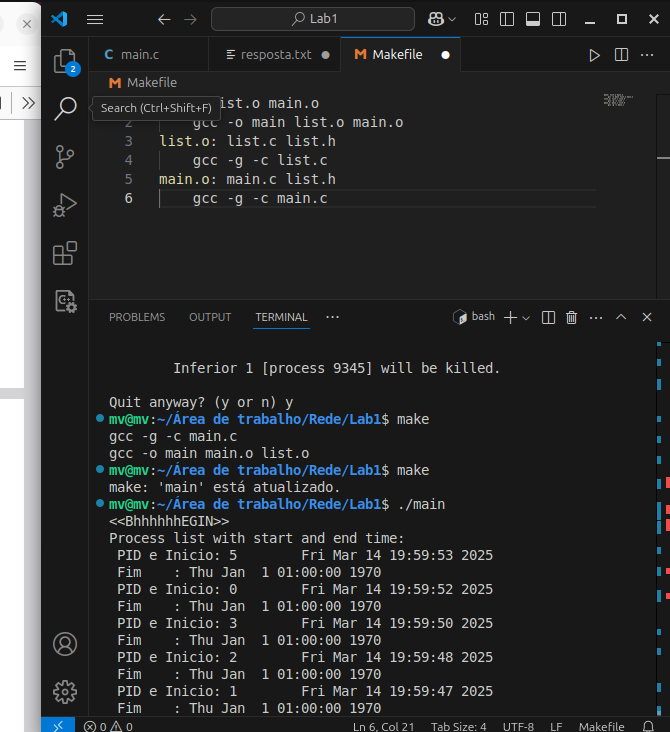 Lab1
main.c
resposta.txt
Makefile
Makefile
Search (Ctrl+Shift+F)
ist.o main.o
2 gcc -o main list.o main.o
3 list.o: list.c list.h
4 gcc -g -c list.c
5 main.o: main.c list.h
6 gcc -g -c main.c
2
PROBLEMS OUTPUT TERMINAL ··· bash
Inferior 1 [process 9345] will be killed.
Quit anyway? (y or n) y
mv@mv:~/Área de trabalho/Rede/Lab1$ make
gcc -g -c main.c
gcc -o main main.o list.o
mv@mv:~/Área de trabalho/Rede/Lab1$ make
make: 'main' está atualizado.
mv@mv:~/Área de trabalho/Rede/Lab1$ ./main
<<BhhhhhhEGIN>>
Process list with start and end time:
PID e Inicio: 5 Fri Mar 14 19:59:53 2025
Fim : Thu Jan 1 01:00:00 1970
PID e Inicio: 0 Fri Mar 14 19:59:52 2025
Fim : Thu Jan 1 01:00:00 1970
PID e Inicio: 3 Fri Mar 14 19:59:50 2025
Fim : Thu Jan 1 01:00:00 1970
PID e Inicio: 2 Fri Mar 14 19:59:48 2025
Fim : Thu Jan 1 01:00:00 1970
PID e Inicio: 1 Fri Mar 14 19:59:47 2025
Fim : Thu Jan 1 01:00:00 1970
0 0 Ln 6, Col 21 Tab Size: 4 UTF-8 LF Makefile